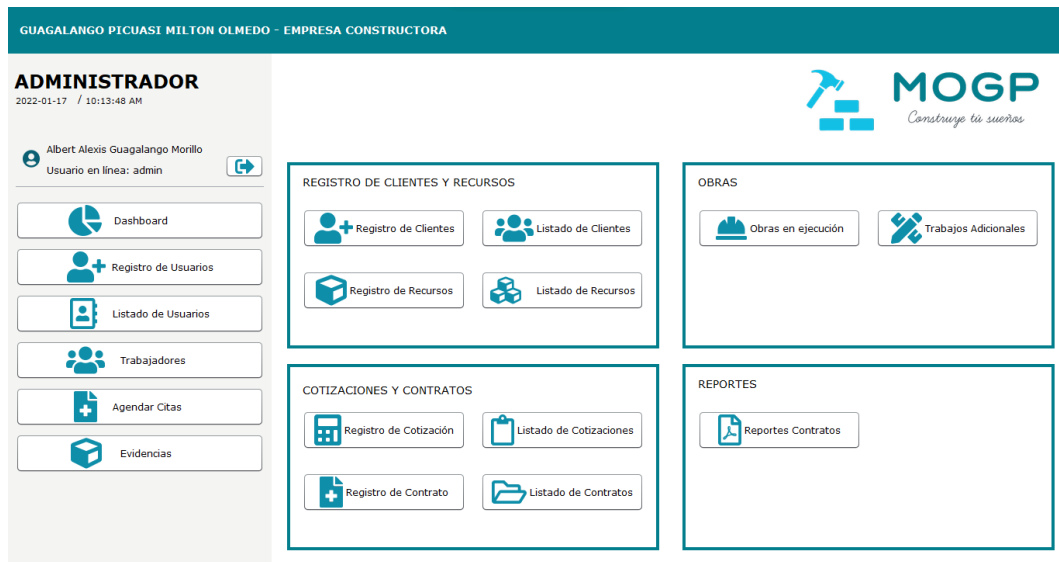 GUAGALANGO PICUASI MILTON OLMEDO - EMPRESA CONSTRUCTORA
ADMINISTRADOR
2022-01-17 / 10:13:48 AM
Albert Alexis Guagalango Morillo
Usuario en línea: admin
Dashboard
Registro de Usuarios
Listado de Usuarios
Trabajadores
Agendar Citas
Evidencias
MOGP
Construye tú sueños
REGISTRO DE CLIENTES Y RECURSOS
Registro de Clientes
Listado de Clientes
Registro de Recursos
Listado de Recursos
OBRAS
Obras en ejecución
Trabajos Adicionales
COTIZACIONES Y CONTRATOS
Registro de Cotización
Listado de Cotizaciones
Registro de Contrato
Listado de Contratos
REPORTES
Reportes Contratos